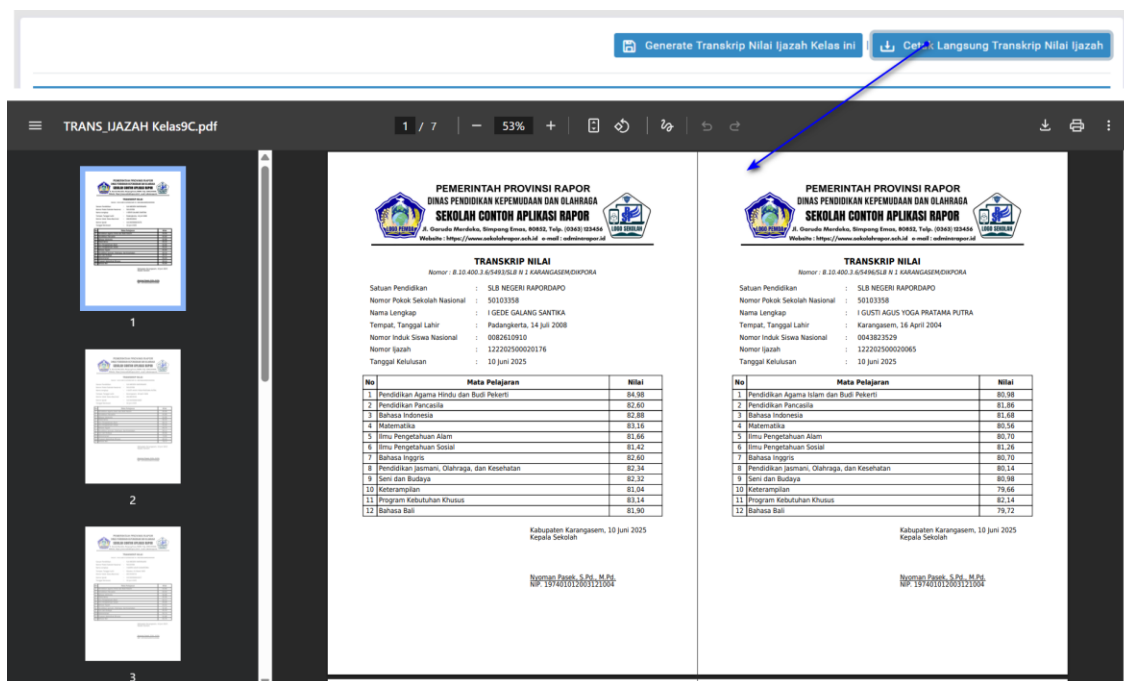 Generate Transkrip Nilai Ijazah Kelas ini | Cetak Langsung Transkrip Nilai Ijazah
TRANS_IJAZAH Kelas9C.pdf
1 / 7
53%
1
2
3
PEMERINTAH PROVINSI RAPOR
DINAS PENDIDIKAN KEPEMUDAAN DAN OLAHRAGA
SEKOLAH CONTOH APLIKASI RAPOR
Jl. Garuda Merdeka, Simpang Emas, 80852, Telp. (0363) 123456
Website : https://www.sekolahrapor.sch.id e-mail : adminerapor.id
LOGO PEMDA
LOGO SEKOLAH
TRANSKRIP NILAI
Nomor : B.10.400.3.6/5493/SLB N 1 KARANGASEM/DIKPORA
Satuan Pendidikan : SLB NEGERI RAPORDAPO
Nomor Pokok Sekolah Nasional : 50103358
Nama Lengkap : I GEDE GALANG SANTIKA
Tempat, Tanggal Lahir : Padangkerta, 14 Juli 2008
Nomor Induk Siswa Nasional : 0082610910
Nomor Ijazah : 122202500020176
Tanggal Kelulusan : 10 Juni 2025
No Mata Pelajaran Nilai
1 Pendidikan Agama Hindu dan Budi Pekerti 84,98
2 Pendidikan Pancasila 82,60
3 Bahasa Indonesia 82,88
4 Matematika 83,16
5 Ilmu Pengetahuan Alam 81,66
6 Ilmu Pengetahuan Sosial 81,42
7 Bahasa Inggris 82,60
8 Pendidikan Jasmani, Olahraga, dan Kesehatan 82,34
9 Seni dan Budaya 82,32
10 Keterampilan 81,04
11 Program Kebutuhan Khusus 83,14
12 Bahasa Bali 81,90
Kabupaten Karangasem, 10 Juni 2025
Kepala Sekolah
Nyoman Pasek, S.Pd., M.Pd.
NIP. 197401012003121004
PEMERINTAH PROVINSI RAPOR
DINAS PENDIDIKAN KEPEMUDAAN DAN OLAHRAGA
SEKOLAH CONTOH APLIKASI RAPOR
Jl. Garuda Merdeka, Simpang Emas, 80852, Telp. (0363) 123456
Website : https://www.sekolahrapor.sch.id e-mail : adminerapor.id
LOGO PEMDA
LOGO SEKOLAH
TRANSKRIP NILAI
Nomor : B.10.400.3.6/5496/SLB N 1 KARANGASEM/DIKPORA
Satuan Pendidikan : SLB NEGERI RAPORDAPO
Nomor Pokok Sekolah Nasional : 50103358
Nama Lengkap : I GUSTI AGUS YOGA PRATAMA PUTRA
Tempat, Tanggal Lahir : Karangasem, 16 April 2004
Nomor Induk Siswa Nasional : 0043823529
Nomor Ijazah : 122202500020065
Tanggal Kelulusan : 10 Juni 2025
No Mata Pelajaran Nilai
1 Pendidikan Agama Islam dan Budi Pekerti 80,98
2 Pendidikan Pancasila 81,86
3 Bahasa Indonesia 81,68
4 Matematika 80,56
5 Ilmu Pengetahuan Alam 80,70
6 Ilmu Pengetahuan Sosial 81,26
7 Bahasa Inggris 80,70
8 Pendidikan Jasmani, Olahraga, dan Kesehatan 80,14
9 Seni dan Budaya 80,98
10 Keterampilan 79,66
11 Program Kebutuhan Khusus 82,14
12 Bahasa Bali 79,72
Kabupaten Karangasem, 10 Juni 2025
Kepala Sekolah
Nyoman Pasek, S.Pd., M.Pd.
NIP. 197401012003121004